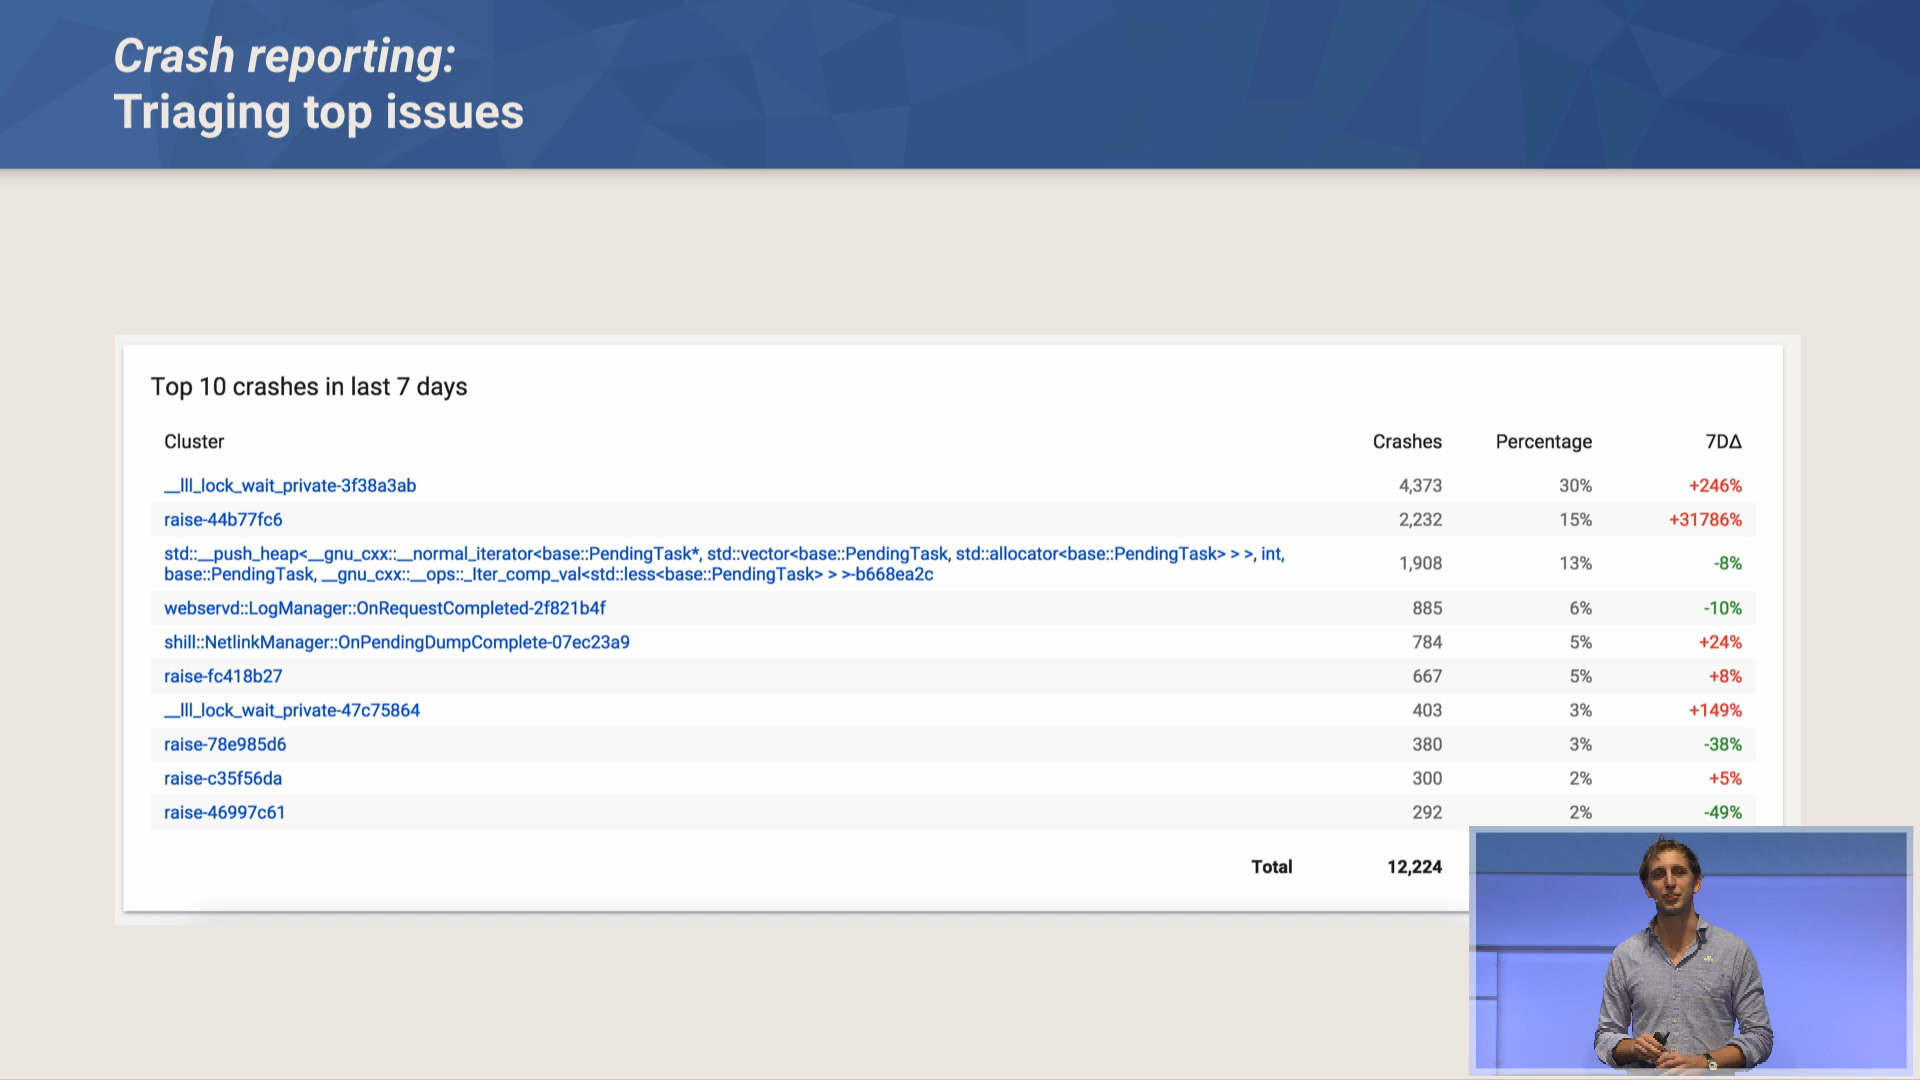 Crash reporting:
Triaging top issues
Top 10 crashes in last 7 days
Cluster Crashes Percentage 7DΔ
__lll_lock_wait_private-3f38a3ab 4,373 30% +246%
raise-44b77fc6 2,232 15% +31786%
std::__push_heap<__gnu_cxx::__normal_iterator<base::PendingTask*, std::vector<base::PendingTask, std::allocator<base::PendingTask> > >, int,
base::PendingTask, __gnu_cxx::__ops::_Iter_comp_val<std::less<base::PendingTask> > >-b668ea2c 1,908 13% -8%
webservd::LogManager::OnRequestCompleted-2f821b4f 885 6% -10%
shill::NetlinkManager::OnPendingDumpComplete-07ec23a9 784 5% +24%
raise-fc418b27 667 5% +8%
__lll_lock_wait_private-47c75864 403 3% +149%
raise-78e985d6 380 3% -38%
raise-c35f56da 300 2% +5%
raise-46997c61 292 2% -49%
Total 12,224